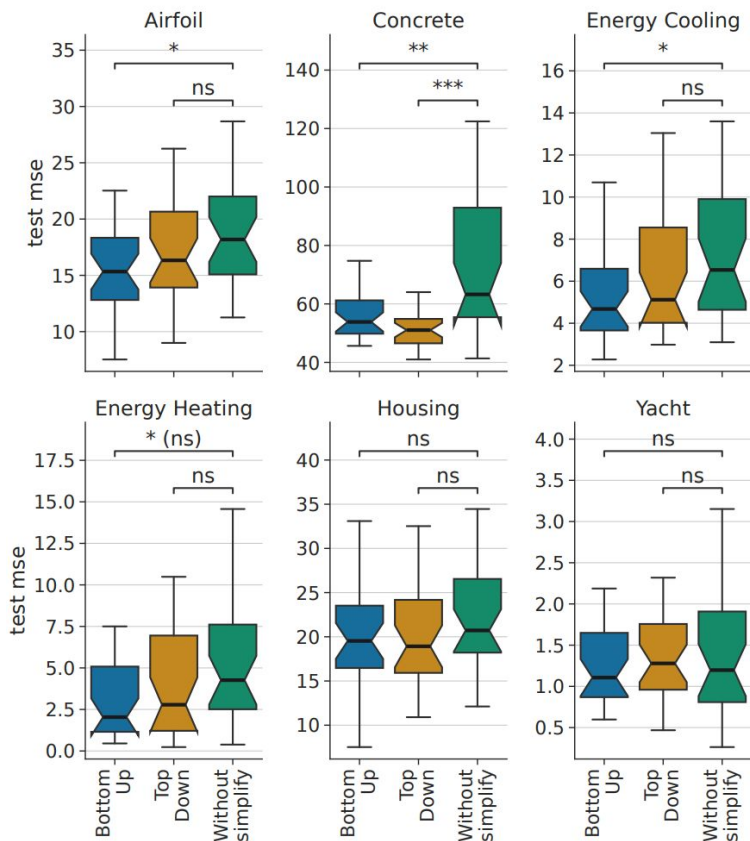 Airfoil
Concrete
Energy Cooling
test mse
35
30
25
20
15
10
*
ns
140
120
100
80
60
40
**
***
16
14
12
10
8
6
4
2
*
ns
Energy Heating
Housing
Yacht
test mse
17.5
15.0
12.5
10.0
7.5
5.0
2.5
0.0
* (ns)
ns
40
35
30
25
20
15
10
ns
ns
4.0
3.5
3.0
2.5
2.0
1.5
1.0
0.5
ns
ns
Bottom
Up
Top
Down
Without
simplify
Bottom
Up
Top
Down
Without
simplify
Bottom
Up
Top
Down
Without
simplify